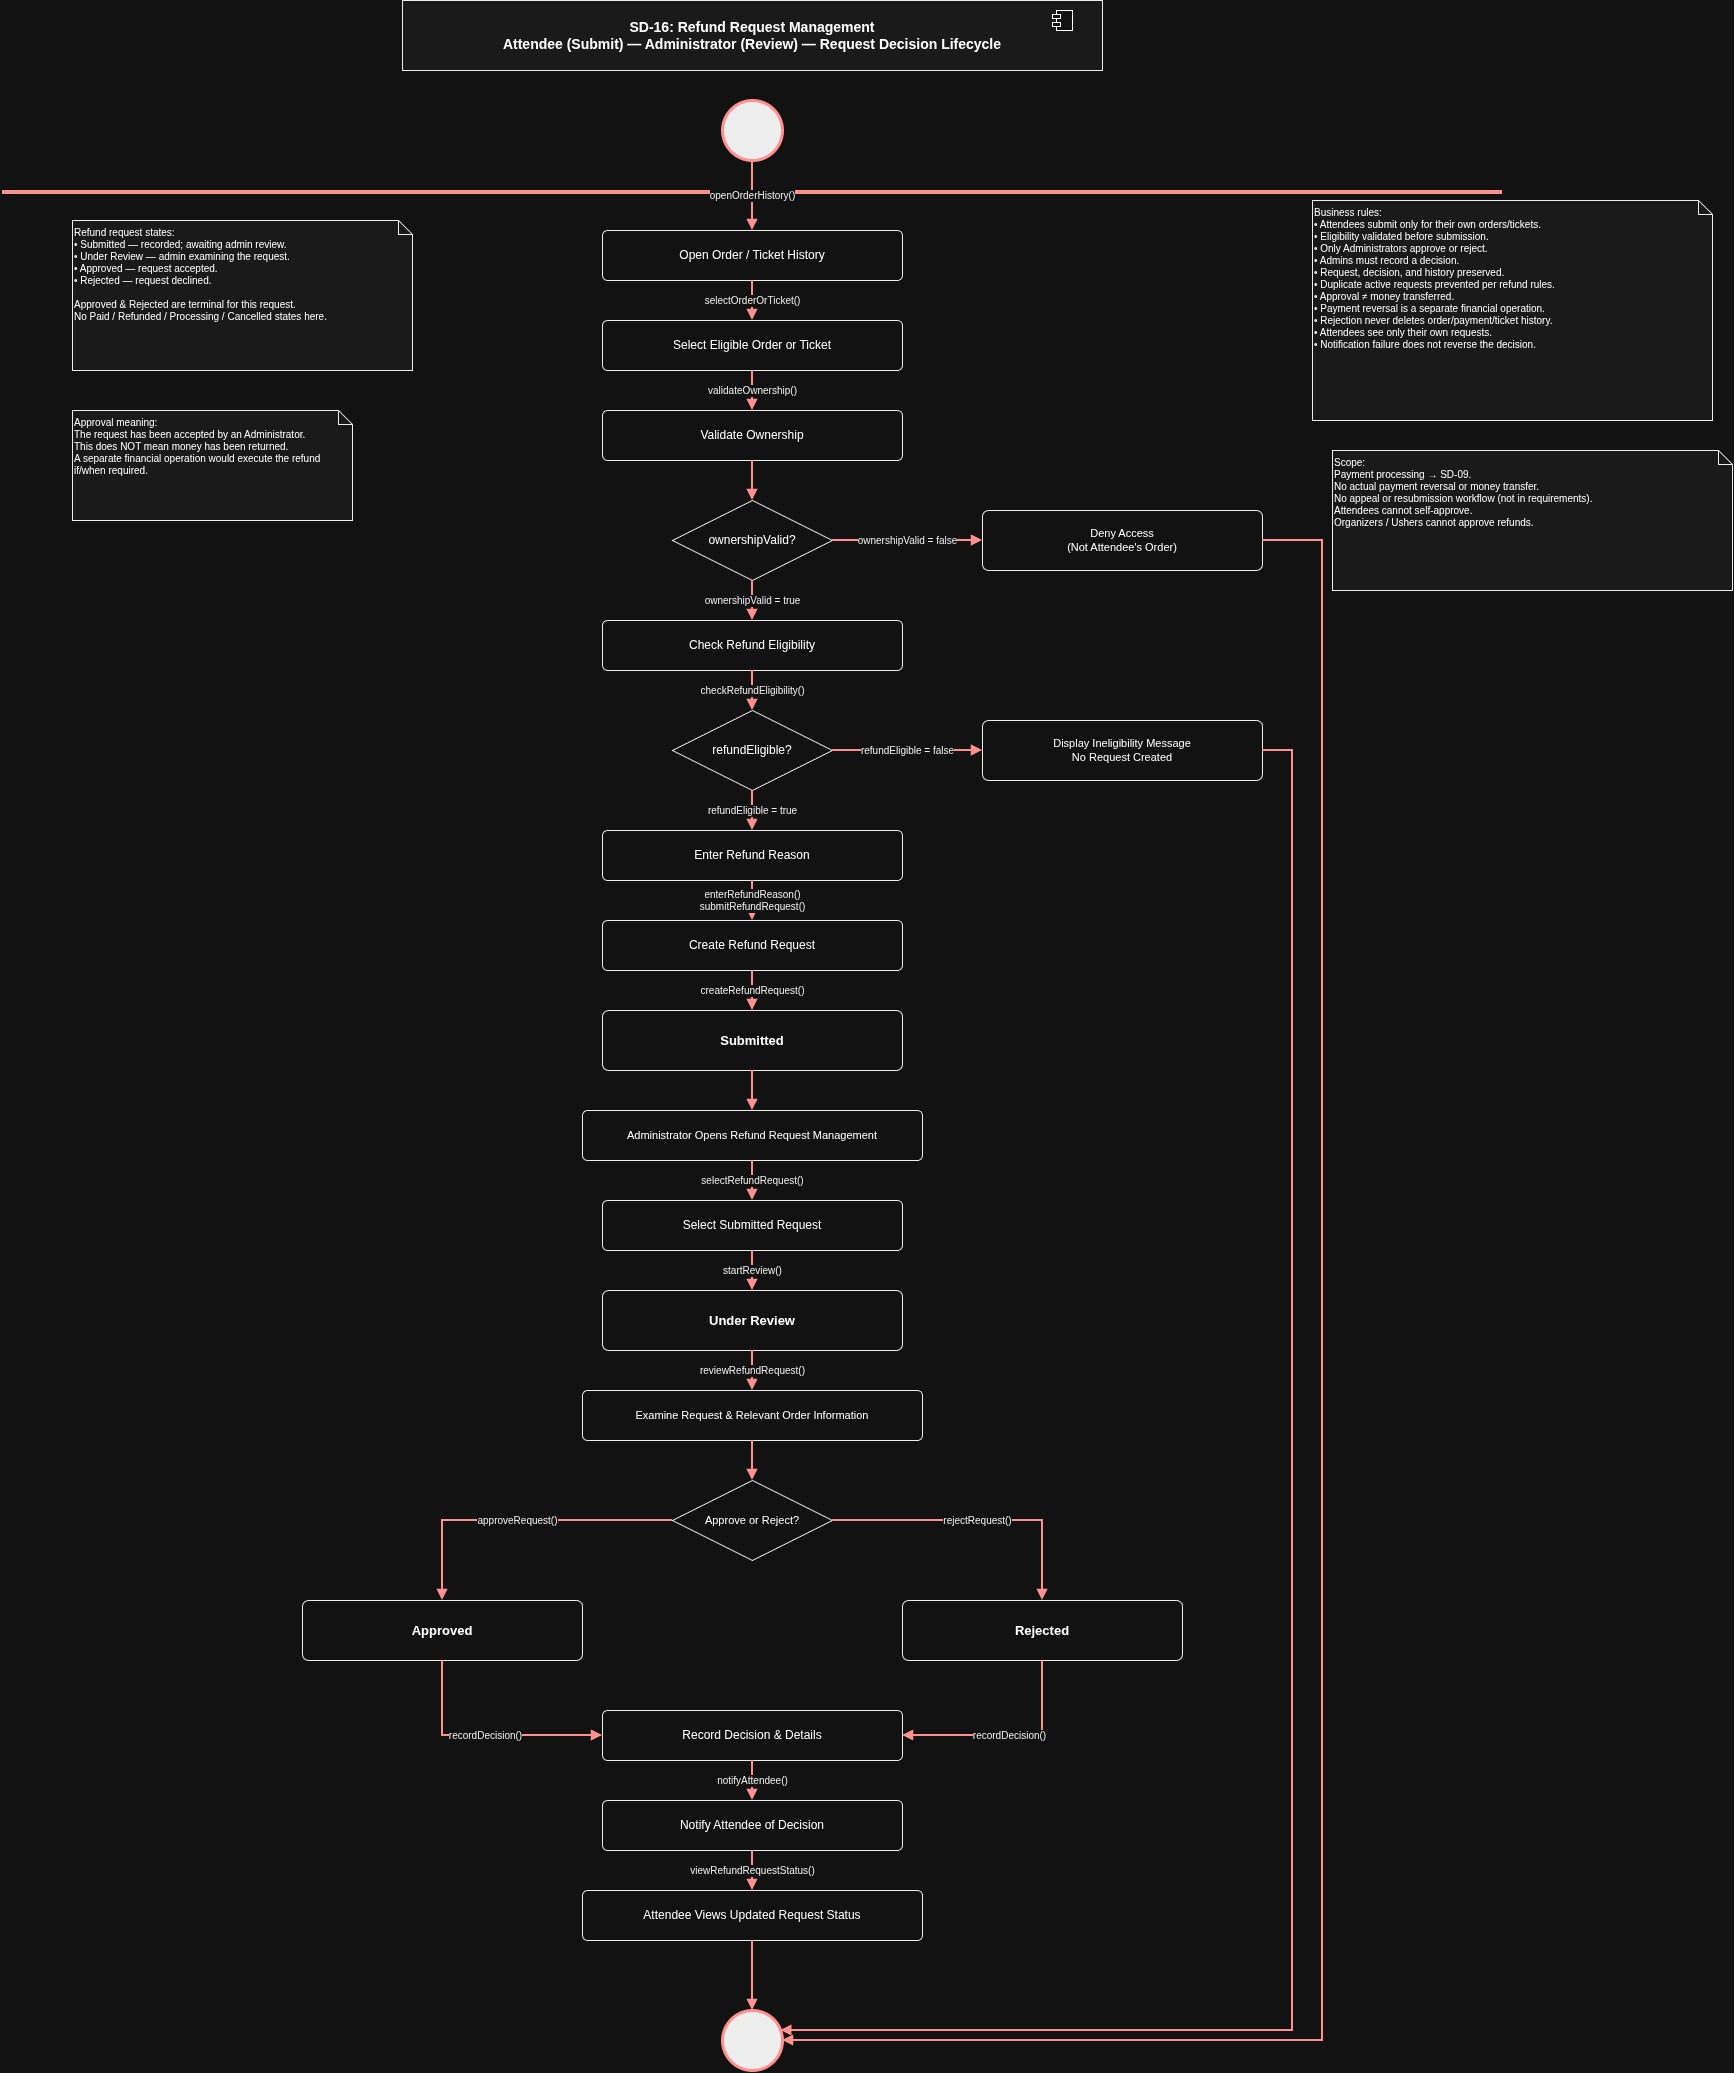 SD-16: Refund Request Management
Attendee (Submit) — Administrator (Review) — Request Decision Lifecycle
openOrderHistory()
Refund request states:
• Submitted — recorded; awaiting admin review.
• Under Review — admin examining the request.
• Approved — request accepted.
• Rejected — request declined.
Approved & Rejected are terminal for this request.
No Paid / Refunded / Processing / Cancelled states here.
Business rules:
• Attendees submit only for their own orders/tickets.
• Eligibility validated before submission.
• Only Administrators approve or reject.
• Admins must record a decision.
• Request, decision, and history preserved.
• Duplicate active requests prevented per refund rules.
• Approval ≠ money transferred.
• Payment reversal is a separate financial operation.
• Rejection never deletes order/payment/ticket history.
• Attendees see only their own requests.
• Notification failure does not reverse the decision.
Open Order / Ticket History
selectOrderOrTicket()
Select Eligible Order or Ticket
validateOwnership()
Approval meaning:
The request has been accepted by an Administrator.
This does NOT mean money has been returned.
A separate financial operation would execute the refund
if/when required.
Validate Ownership
Scope:
Payment processing → SD-09.
No actual payment reversal or money transfer.
No appeal or resubmission workflow (not in requirements).
Attendees cannot self-approve.
Organizers / Ushers cannot approve refunds.
ownershipValid?
ownershipValid = false
Deny Access
(Not Attendee's Order)
ownershipValid = true
Check Refund Eligibility
checkRefundEligibility()
refundEligible?
refundEligible = false
Display Ineligibility Message
No Request Created
refundEligible = true
Enter Refund Reason
enterRefundReason()
submitRefundRequest()
Create Refund Request
createRefundRequest()
Submitted
Administrator Opens Refund Request Management
selectRefundRequest()
Select Submitted Request
startReview()
Under Review
reviewRefundRequest()
Examine Request & Relevant Order Information
approveRequest()
Approve or Reject?
rejectRequest()
Approved
Rejected
recordDecision()
Record Decision & Details
recordDecision()
notifyAttendee()
Notify Attendee of Decision
viewRefundRequestStatus()
Attendee Views Updated Request Status